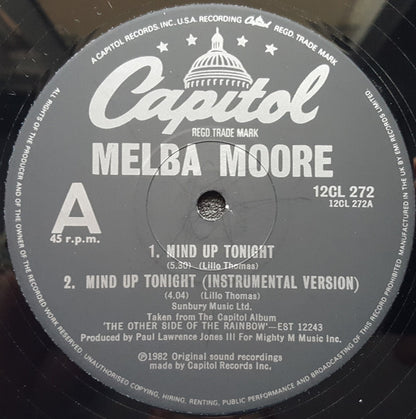 A CAPITOL RECORDS, INC., U.S.A. RECORDING
REGD. TRADE MARK
Capitol
REGD TRADE MARK
MELBA MOORE
12CL 272
12CL 272A
A
45 r.p.m.
1. MIND UP TONIGHT
(5.30) (Lillo Thomas)
2. MIND UP TONIGHT (INSTRUMENTAL VERSION)
(4.04) (Lillo Thomas)
Sunbury Music Ltd.
Taken from The Capitol Album
'THE OTHER SIDE OF THE RAINBOW'—EST 12243
Produced by Paul Lawrence Jones III For Mighty M Music Inc.
℗1982 Original sound recordings
made by Capitol Records Inc.
ALL RIGHTS OF THE PRODUCER AND OF THE OWNER OF THE RECORDED WORK RESERVED. UNAUTHORISED COPYING, HIRING, RENTING, PUBLIC PERFORMANCE AND BROADCASTING OF THIS RECORD PROHIBITED. MANUFACTURED IN THE UK BY EMI RECORDS LIMITED.